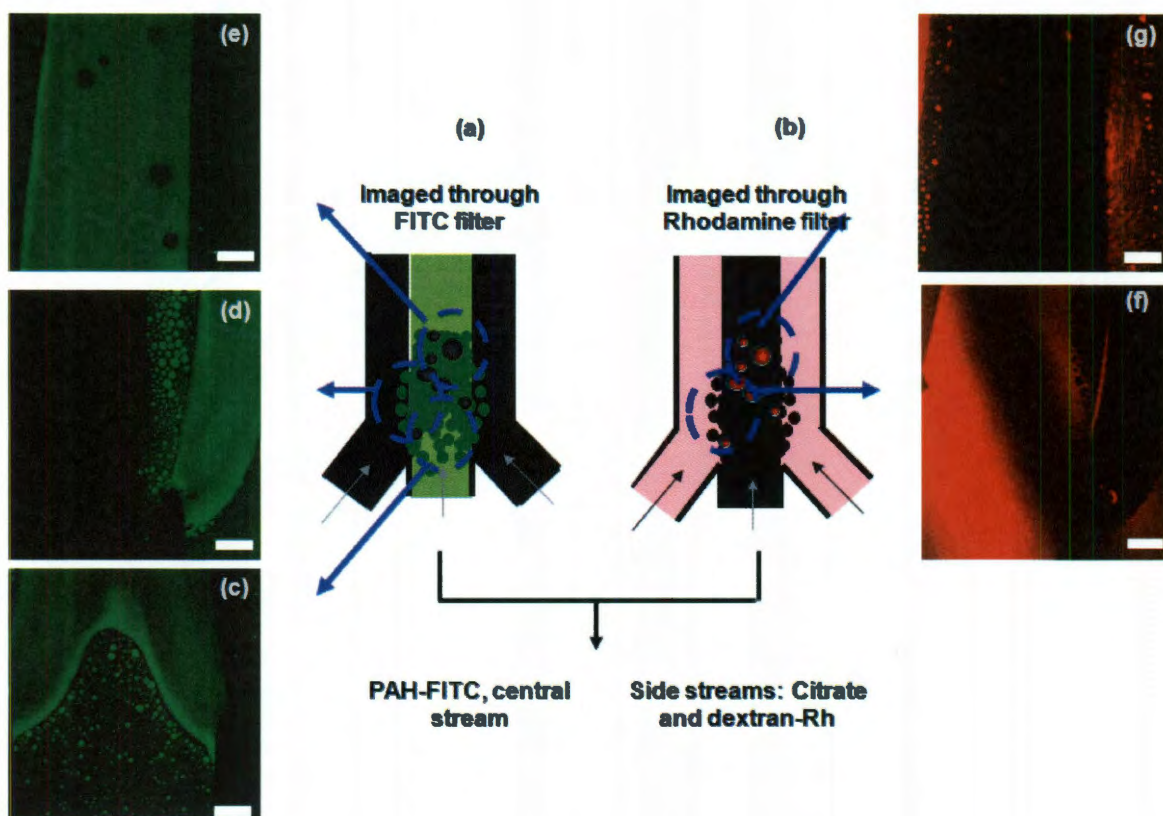 (e)
(g)
(a)
(b)
Imaged through
FITC filter
Imaged through
Rhodamine filter
(d)
(f)
(c)
PAH-FITC, central
stream
Side streams: Citrate
and dextran-Rh